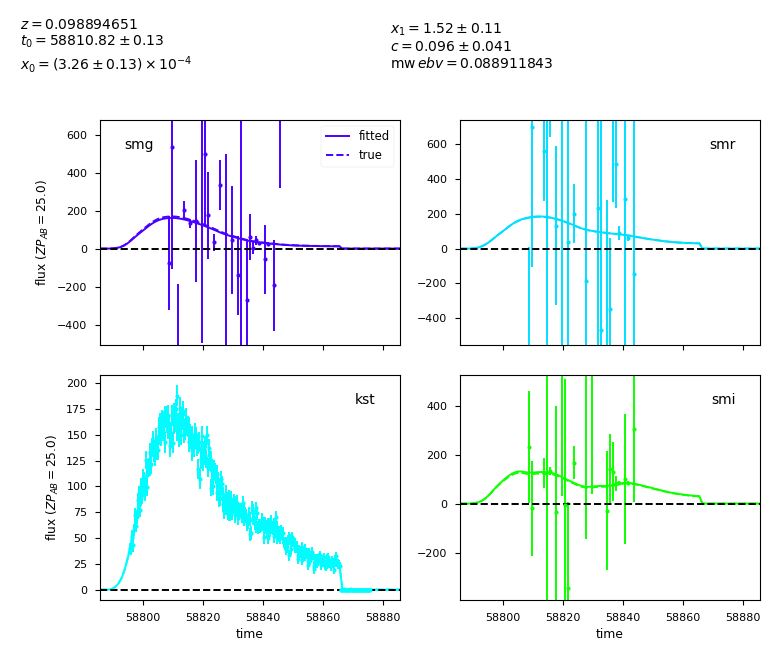 z = 0.098894651
t₀ = 58810.82 ± 0.13
x₀ = (3.26 ± 0.13) × 10⁻⁴
x₁ = 1.52 ± 0.11
c = 0.096 ± 0.041
mw ebv = 0.088911843
smg
fitted
true
600
400
200
0
−200
−400
flux (ZP_AB = 25.0)
smr
600
400
200
0
−200
−400
kst
200
175
150
125
100
75
50
25
0
flux (ZP_AB = 25.0)
58800 58820 58840 58860 58880
time
smi
400
200
0
−200
58800 58820 58840 58860 58880
time